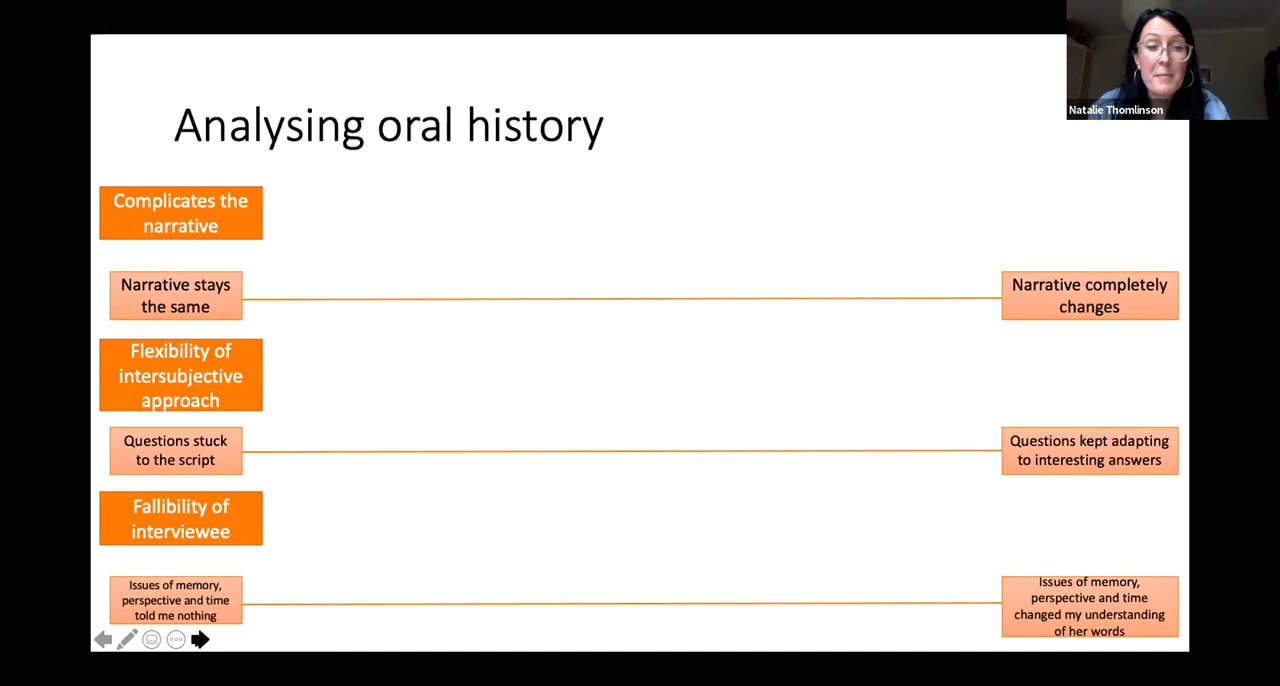 Natalie Thomlinson
Analysing oral history
Complicates the
narrative
Narrative stays
the same
Narrative completely
changes
Flexibility of
intersubjective
approach
Questions stuck
to the script
Questions kept adapting
to interesting answers
Fallibility of
interviewee
Issues of memory,
perspective and time
told me nothing
Issues of memory,
perspective and time
changed my understanding
of her words